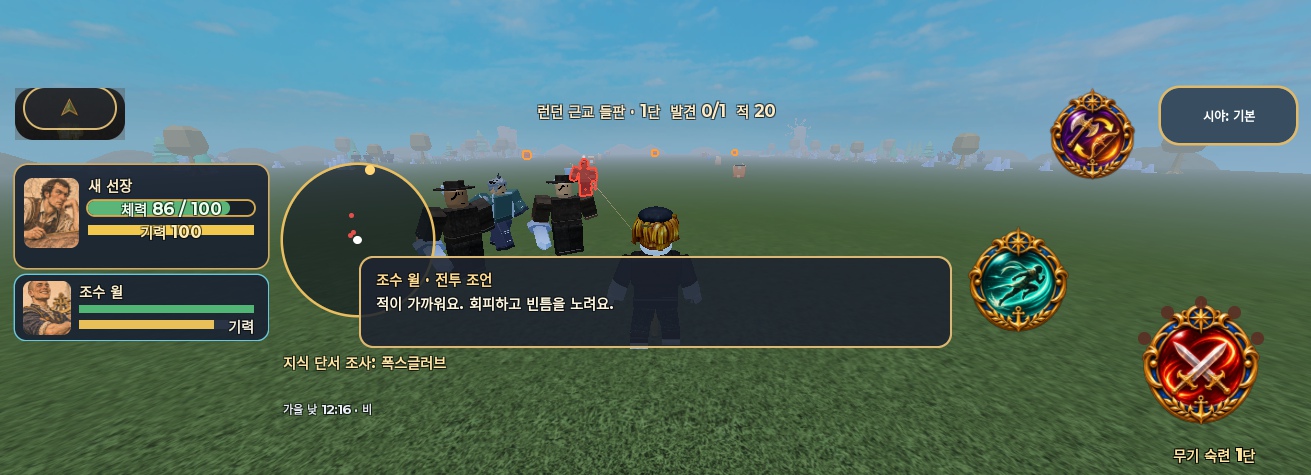 런던 근교 들판 · 1단 발견 0/1 적 20
시야: 기본
새 선장
체력 86 / 100
기력 100
조수 윌
기력
조수 윌 · 전투 조언
적이 가까워요. 회피하고 빈틈을 노려요.
지식 단서 조사: 폭스글러브
가을 낮 12:16 · 비
무기 숙련 1단